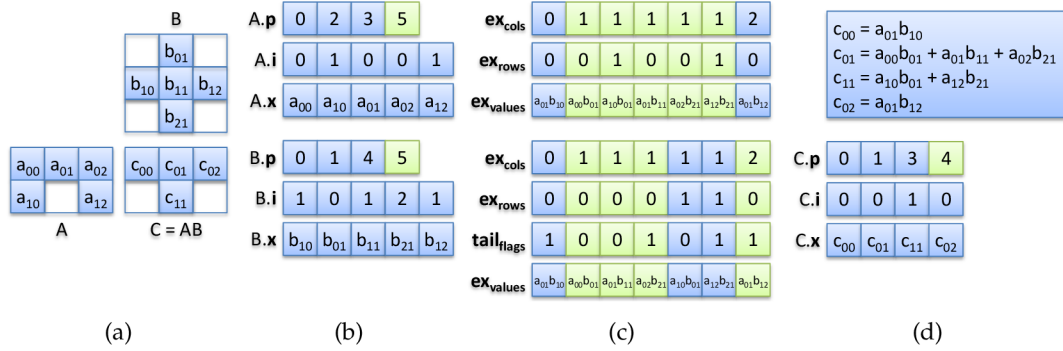 B
b01
b10 b11 b12
b21
a00 a01 a02
a10 a12
A
c00 c01 c02
c11
C = AB
(a)
A.p 0 2 3 5
A.i 0 1 0 0 1
A.x a00 a10 a01 a02 a12
B.p 0 1 4 5
B.i 1 0 1 2 1
B.x b10 b01 b11 b21 b12
(b)
excols 0 1 1 1 1 1 2
exrows 0 0 1 0 0 1 0
exvalues a01b10 a00b01 a10b01 a01b11 a02b21 a12b21 a01b12
excols 0 1 1 1 1 1 2
exrows 0 0 0 0 1 1 0
tailflags 1 0 0 1 0 1 1
exvalues a01b10 a00b01 a01b11 a02b21 a10b01 a12b21 a01b12
(c)
c00 = a01b10
c01 = a00b01 + a01b11 + a02b21
c11 = a10b01 + a12b21
c02 = a01b12
C.p 0 1 3 4
C.i 0 0 1 0
C.x c00 c01 c11 c02
(d)